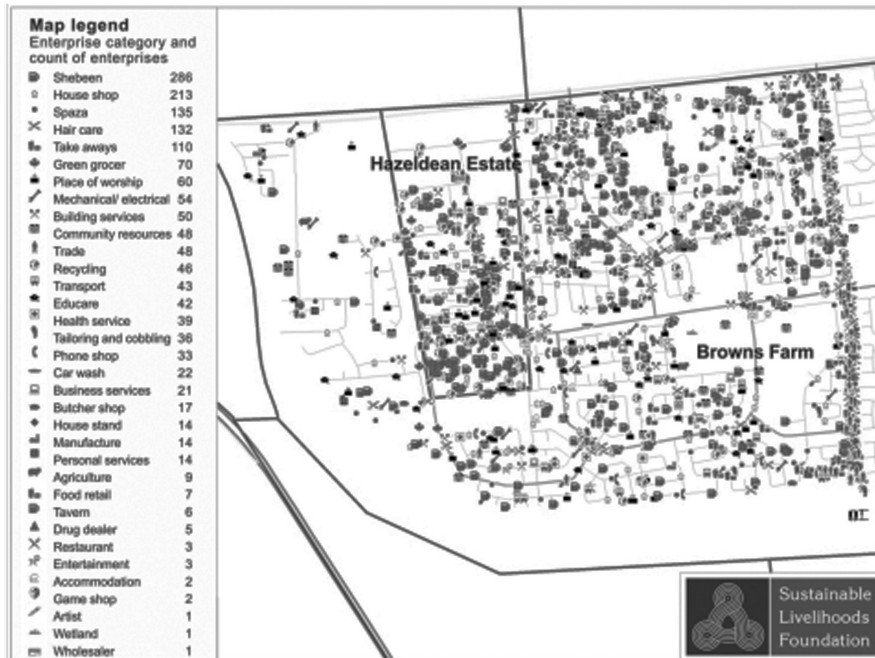 Map legend
Enterprise category and
count of enterprises
Shebeen 286
House shop 213
Spaza 135
Hair care 132
Take aways 110
Green grocer 70
Place of worship 60
Mechanical/ electrical 54
Building services 50
Community resources 48
Trade 48
Recycling 46
Transport 43
Educare 42
Health service 39
Tailoring and cobbling 36
Phone shop 33
Car wash 22
Business services 21
Butcher shop 17
House stand 14
Manufacture 14
Personal services 14
Agriculture 9
Food retail 7
Tavern 6
Drug dealer 5
Restaurant 3
Entertainment 3
Accommodation 2
Game shop 2
Artist 1
Wetland 1
Wholesaler 1
Hazeldean Estate
Browns Farm
Sustainable
Livelihoods
Foundation